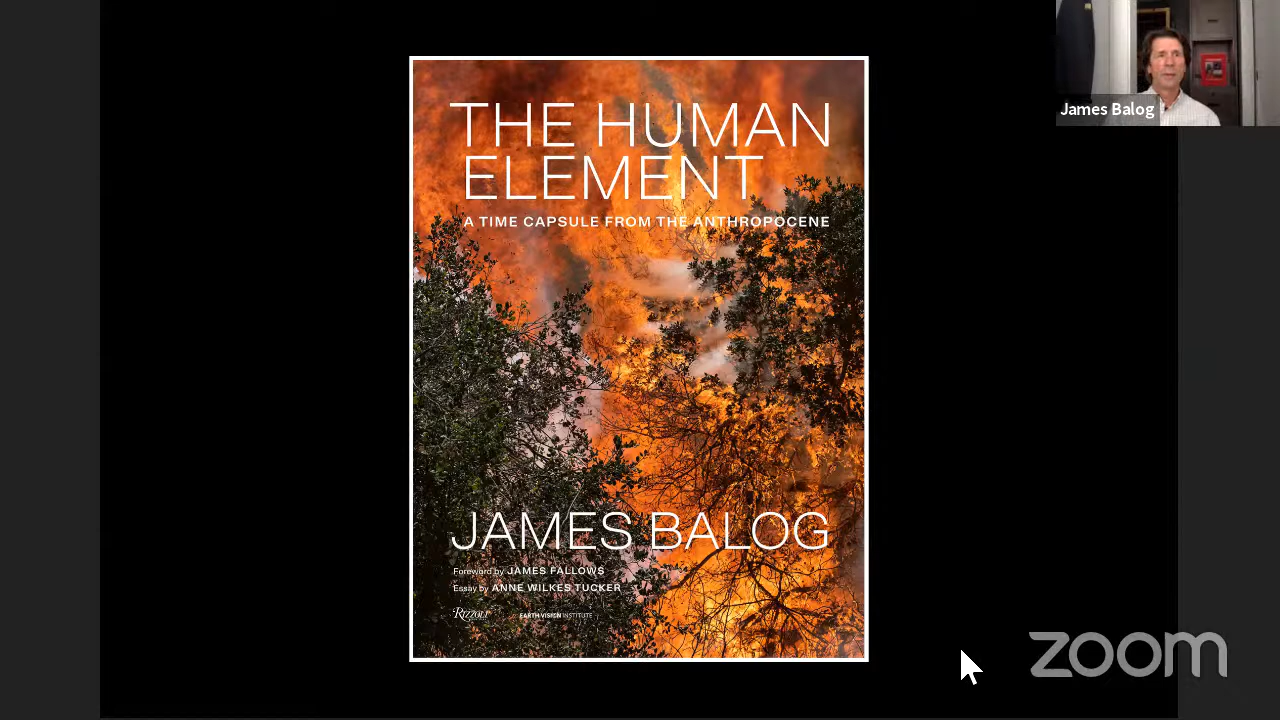 THE HUMAN
ELEMENT
A TIME CAPSULE FROM THE ANTHROPOCENE
JAMES BALOG
Foreword by JAMES FALLOWS
Essay by ANNE WILKES TUCKER
RIZZOLI
EARTH VISION INSTITUTE
James Balog
zoom